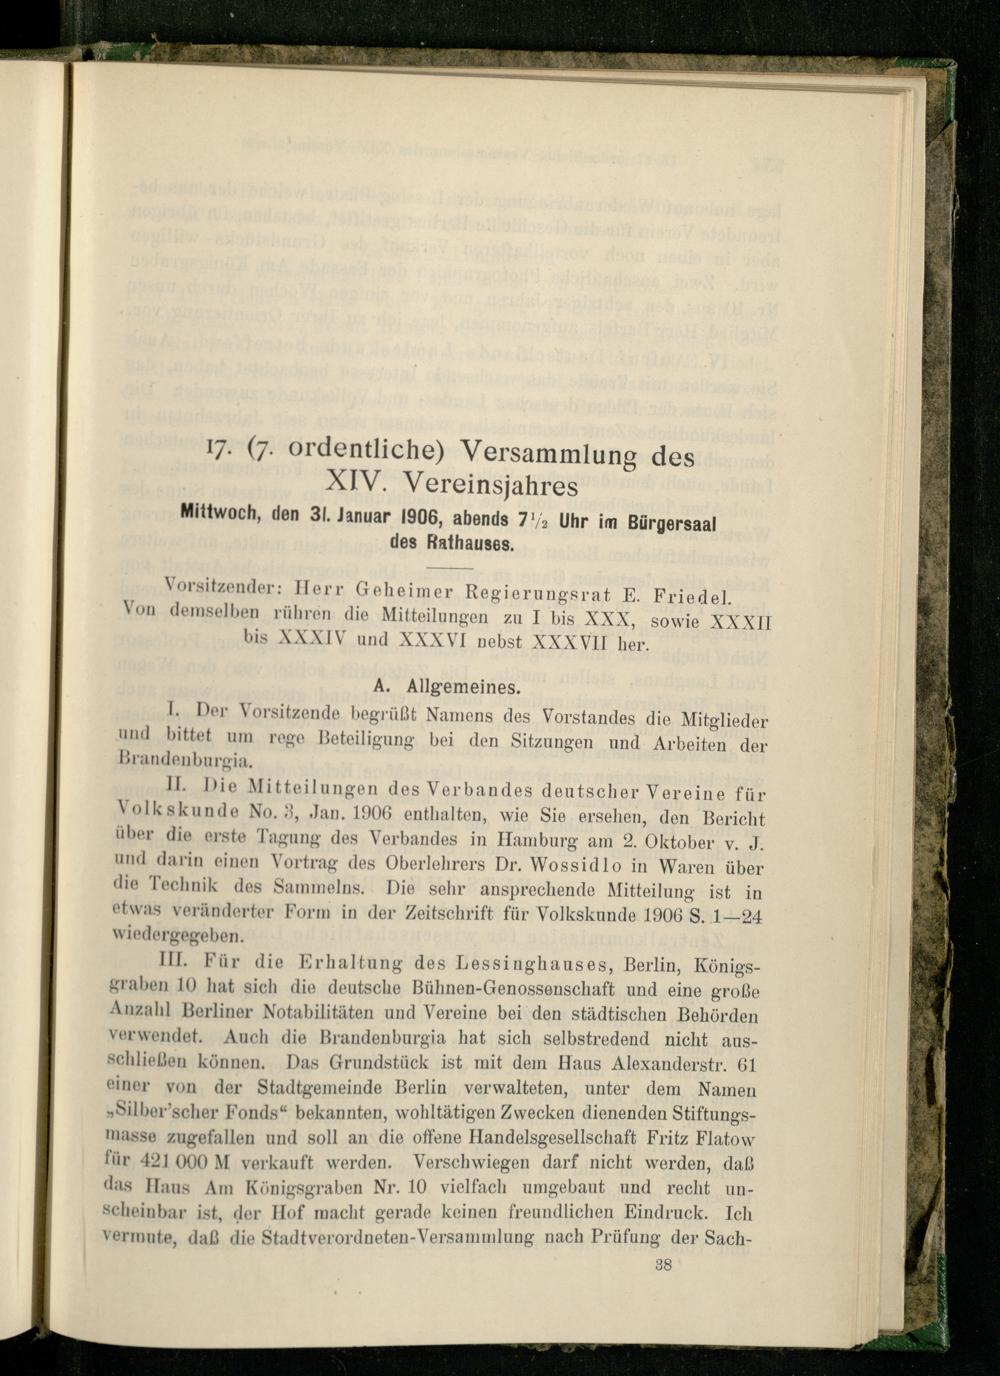 17. (7. ordentliche) Versammlung des
XIV. Vereinsjahres
Mittwoch, den 31. Januar 1906, abends 7½ Uhr im Bürgersaal
des Rathauses.
Vorsitzender: Herr Geheimer Regierungsrat E. Friedel.
Von demselben rühren die Mitteilungen zu I bis XXX, sowie XXXII
bis XXXIV und XXXVI nebst XXXVII her.
A. Allgemeines.
I. Der Vorsitzende begrüßt Namens des Vorstandes die Mitglieder
und bittet um rege Beteiligung bei den Sitzungen und Arbeiten der
Brandenburgia.
II. Die Mitteilungen des Verbandes deutscher Vereine für
Volkskunde No. 3, Jan. 1906 enthalten, wie Sie ersehen, den Bericht
über die erste Tagung des Verbandes in Hamburg am 2. Oktober v. J.
und darin einen Vortrag des Oberlehrers Dr. Wossidlo in Waren über
die Technik des Sammelns. Die sehr ansprechende Mitteilung ist in
etwas veränderter Form in der Zeitschrift für Volkskunde 1906 S. 1—24
wiedergegeben.
III. Für die Erhaltung des Lessinghauses, Berlin, Königs-
graben 10 hat sich die deutsche Bühnen-Genossenschaft und eine große
Anzahl Berliner Notabilitäten und Vereine bei den städtischen Behörden
verwendet. Auch die Brandenburgia hat sich selbstredend nicht aus-
schließen können. Das Grundstück ist mit dem Haus Alexanderstr. 61
einer von der Stadtgemeinde Berlin verwalteten, unter dem Namen
„Silber'scher Fonds“ bekannten, wohltätigen Zwecken dienenden Stiftungs-
masse zugefallen und soll an die offene Handelsgesellschaft Fritz Flatow
für 421 000 M verkauft werden. Verschwiegen darf nicht werden, daß
das Haus Am Königsgraben Nr. 10 vielfach umgebaut und recht un-
scheinbar ist, der Hof macht gerade keinen freundlichen Eindruck. Ich
vermute, daß die Stadtverordneten-Versammlung nach Prüfung der Sach-
38